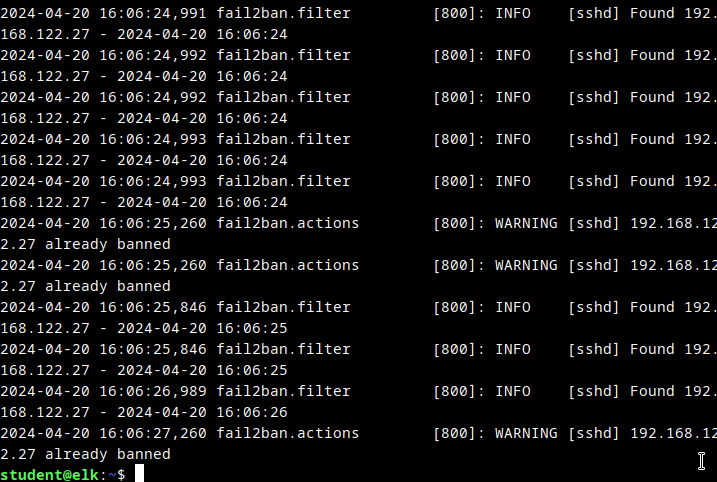 2024-04-20 16:06:24,991 fail2ban.filter         [800]: INFO    [sshd] Found 192.
168.122.27 - 2024-04-20 16:06:24
2024-04-20 16:06:24,992 fail2ban.filter         [800]: INFO    [sshd] Found 192.
168.122.27 - 2024-04-20 16:06:24
2024-04-20 16:06:24,992 fail2ban.filter         [800]: INFO    [sshd] Found 192.
168.122.27 - 2024-04-20 16:06:24
2024-04-20 16:06:24,993 fail2ban.filter         [800]: INFO    [sshd] Found 192.
168.122.27 - 2024-04-20 16:06:24
2024-04-20 16:06:24,993 fail2ban.filter         [800]: INFO    [sshd] Found 192.
168.122.27 - 2024-04-20 16:06:24
2024-04-20 16:06:25,260 fail2ban.actions        [800]: WARNING [sshd] 192.168.12
2.27 already banned
2024-04-20 16:06:25,260 fail2ban.actions        [800]: WARNING [sshd] 192.168.12
2.27 already banned
2024-04-20 16:06:25,846 fail2ban.filter         [800]: INFO    [sshd] Found 192.
168.122.27 - 2024-04-20 16:06:25
2024-04-20 16:06:25,846 fail2ban.filter         [800]: INFO    [sshd] Found 192.
168.122.27 - 2024-04-20 16:06:25
2024-04-20 16:06:26,989 fail2ban.filter         [800]: INFO    [sshd] Found 192.
168.122.27 - 2024-04-20 16:06:26
2024-04-20 16:06:27,260 fail2ban.actions        [800]: WARNING [sshd] 192.168.12
2.27 already banned
student@elk:~$